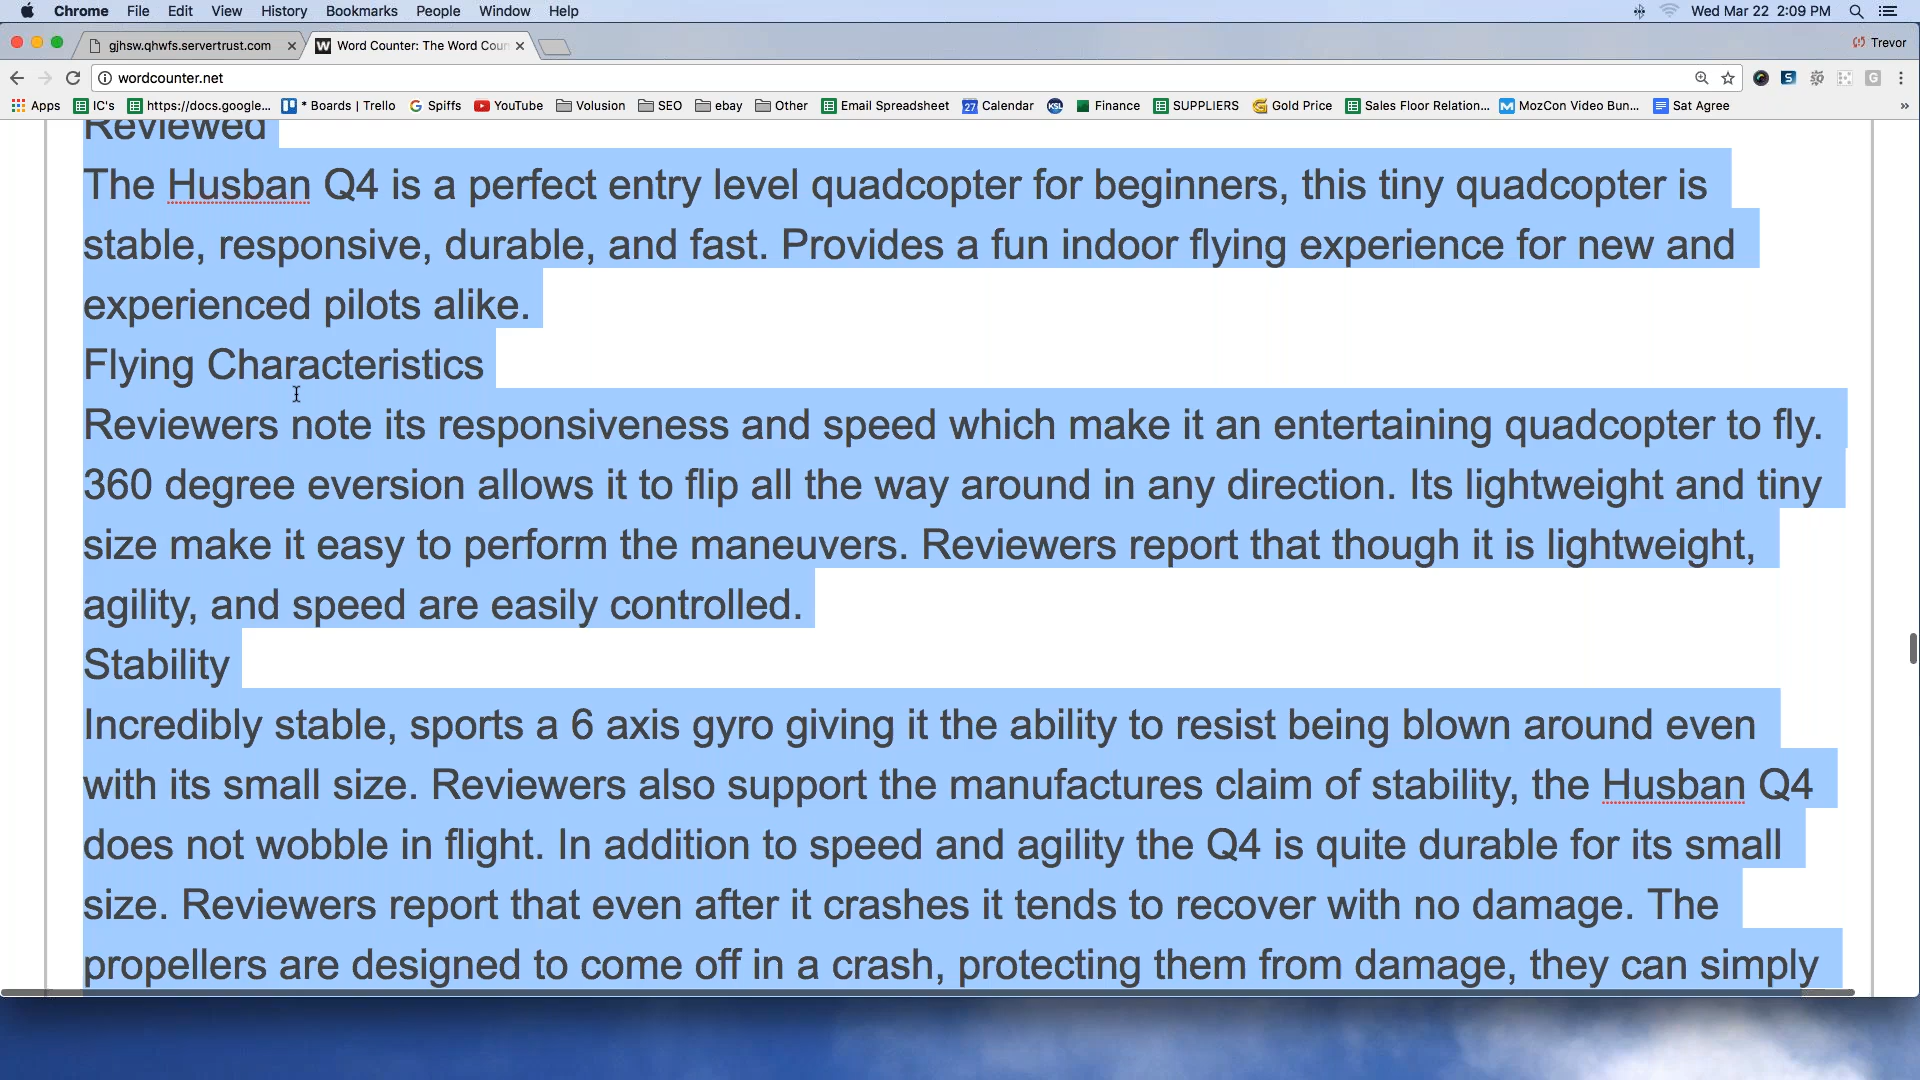 Chrome File Edit View History Bookmarks People Window Help Wed Mar 22 2:09 PM
gjhsw.qhwfs.servertrust.com Word Counter: The Word Coun Trevor
wordcounter.net
Apps IC's https://docs.google... * Boards | Trello Spiffs YouTube Volusion SEO ebay Other Email Spreadsheet 27 Calendar KSL Finance SUPPLIERS Gold Price Sales Floor Relation... MozCon Video Bun... Sat Agree »
Reviewed
The Husban Q4 is a perfect entry level quadcopter for beginners, this tiny quadcopter is
stable, responsive, durable, and fast. Provides a fun indoor flying experience for new and
experienced pilots alike.
Flying Characteristics
Reviewers note its responsiveness and speed which make it an entertaining quadcopter to fly.
360 degree eversion allows it to flip all the way around in any direction. Its lightweight and tiny
size make it easy to perform the maneuvers. Reviewers report that though it is lightweight,
agility, and speed are easily controlled.
Stability
Incredibly stable, sports a 6 axis gyro giving it the ability to resist being blown around even
with its small size. Reviewers also support the manufactures claim of stability, the Husban Q4
does not wobble in flight. In addition to speed and agility the Q4 is quite durable for its small
size. Reviewers report that even after it crashes it tends to recover with no damage. The
propellers are designed to come off in a crash, protecting them from damage, they can simply